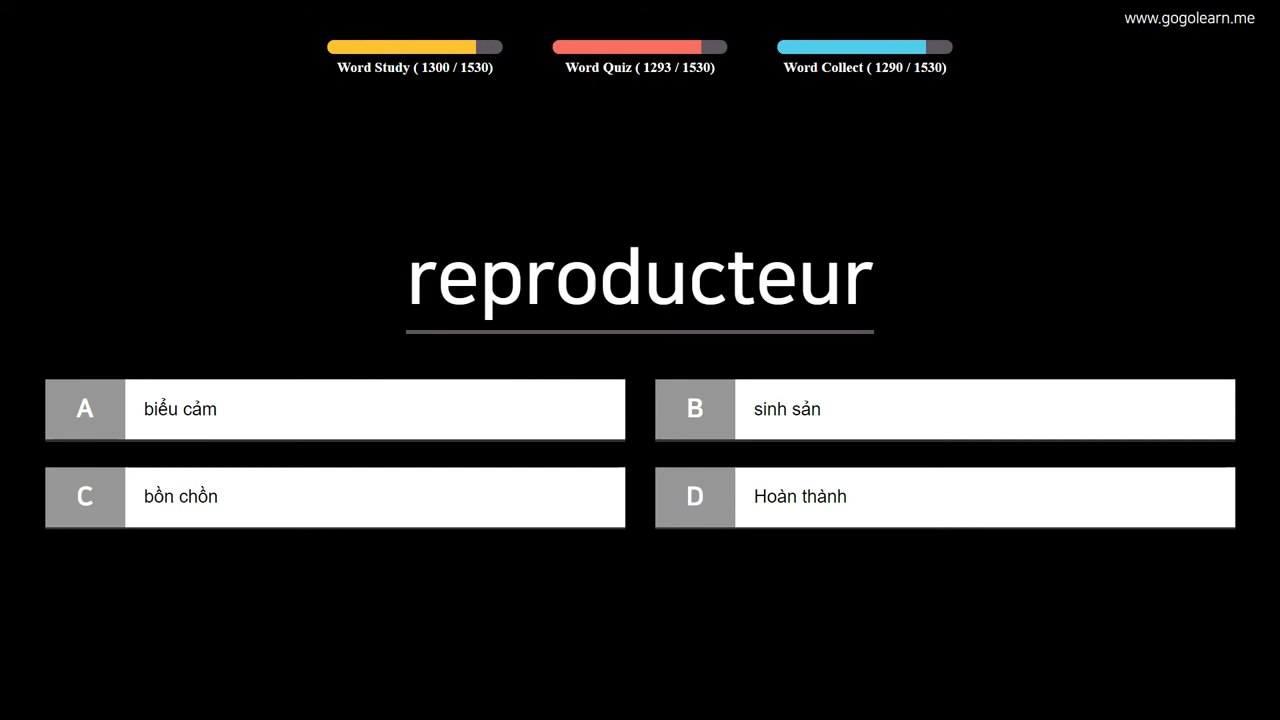 www.gogolearn.me
Word Study ( 1300 / 1530)
Word Quiz ( 1293 / 1530)
Word Collect ( 1290 / 1530)
reproducteur
A biểu cảm
B sinh sản
C bồn chồn
D Hoàn thành